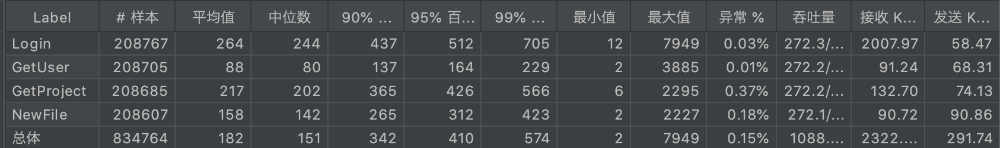 Label # 样本 平均值 中位数 90% ... 95% 百... 99% ... 最小值 最大值 异常 % 吞吐量 接收 K... 发送 K...
Login 208767 264 244 437 512 705 12 7949 0.03% 272.3/... 2007.97 58.47
GetUser 208705 88 80 137 164 229 2 3885 0.01% 272.2/... 91.24 68.31
GetProject 208685 217 202 365 426 566 6 2295 0.37% 272.2/... 132.70 74.13
NewFile 208607 158 142 265 312 423 2 2227 0.18% 272.1/... 90.72 90.86
总体 834764 182 151 342 410 574 2 7949 0.15% 1088.... 2322.... 291.74